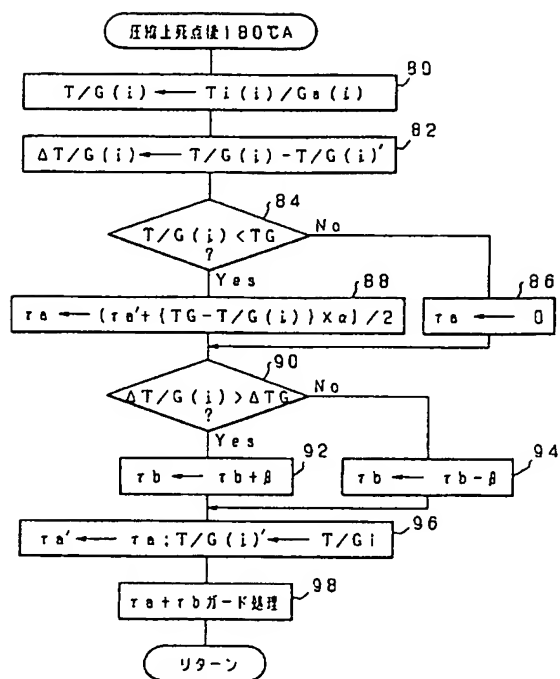 圧縮上死点後180℃A
80
T/G(i) ← Ti(i)/Ga(i)
82
ΔT/G(i) ← T/G(i)-T/G(i)′
84
T/G(i)<TG
?
No
Yes
88
86
τa ← (τa′+{TG-T/G(i)}×α)/2
τa ← 0
90
ΔT/G(i)>ΔTG
?
No
Yes
92
94
τb ← τb+β
τb ← τb-β
96
τa′ ← τa;T/G(i)′ ← T/Gi
98
τa+τbガード処理
リターン